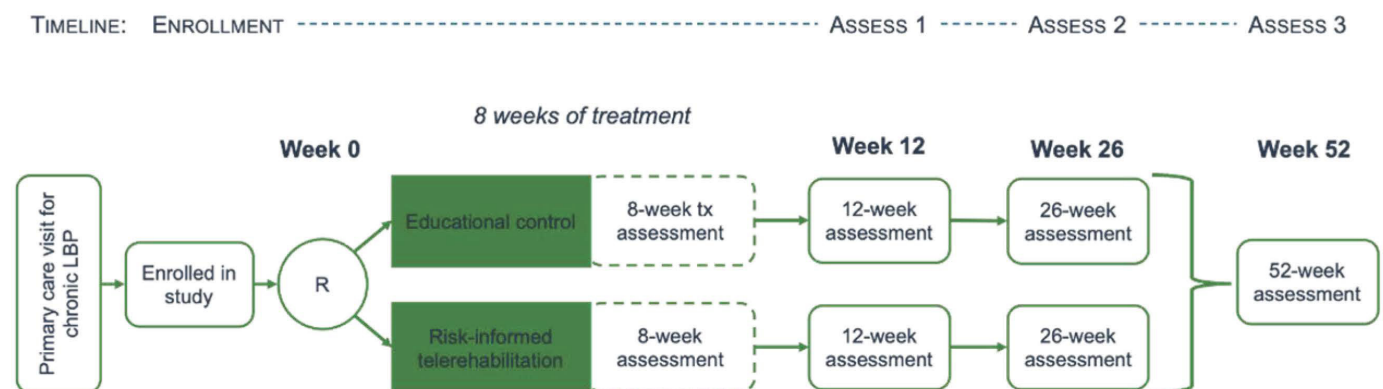 TIMELINE: ENROLLMENT ASSESS 1 ASSESS 2 ASSESS 3
8 weeks of treatment
Week 0
Week 12
Week 26
Week 52
Primary care visit for
chronic LBP
Enrolled in
study
R
Educational control
8-week tx
assessment
12-week
assessment
26-week
assessment
Risk-informed
telerehabilitation
8-week
assessment
12-week
assessment
26-week
assessment
52-week
assessment